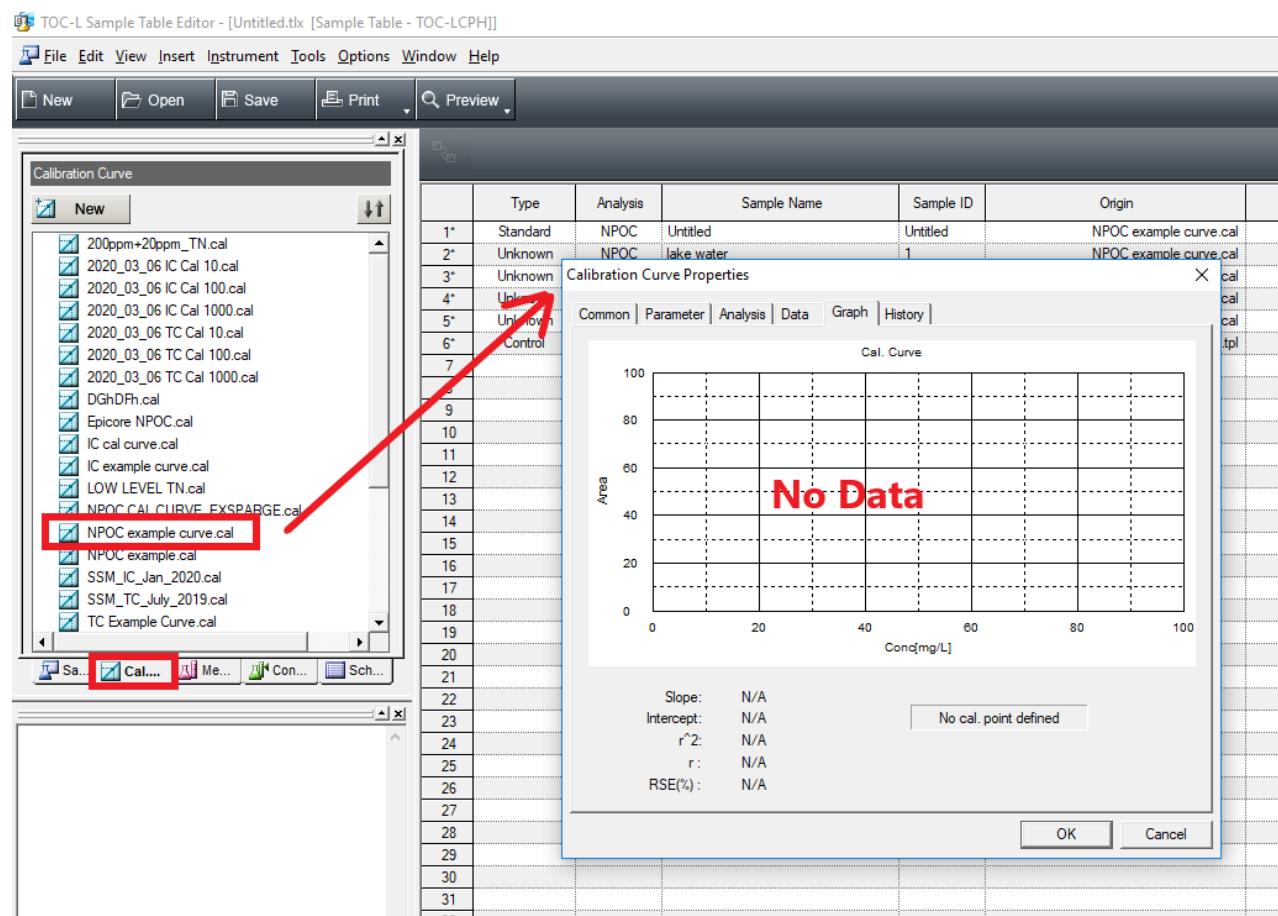 TOC-L Sample Table Editor - [Untitled.tlx [Sample Table - TOC-LCPH]]
File Edit View Insert Instrument Tools Options Window Help
New Open Save Print Preview
Calibration Curve
New
200ppm+20ppm_TN.cal
2020_03_06 IC Cal 10.cal
2020_03_06 IC Cal 100.cal
2020_03_06 IC Cal 1000.cal
2020_03_06 TC Cal 10.cal
2020_03_06 TC Cal 100.cal
2020_03_06 TC Cal 1000.cal
DGhDFh.cal
Epicore NPOC.cal
IC cal curve.cal
IC example curve.cal
LOW LEVEL TN.cal
NPOC CAL CURVE_EXSPARGE.cal
NPOC example curve.cal
NPOC example.cal
SSM_IC_Jan_2020.cal
SSM_TC_July_2019.cal
TC Example Curve.cal
Sa... Cal.... Me... Con... Sch...
Type Analysis Sample Name Sample ID Origin
1* Standard NPOC Untitled Untitled NPOC example curve.cal
2* Unknown NPOC lake water 1 NPOC example curve.cal
3* Unknown cal
4* Unknown cal
5* Unknown cal
6* Control .tpl
7
8
9
10
11
12
13
14
15
16
17
18
19
20
21
22
23
24
25
26
27
28
29
30
31
Calibration Curve Properties
Common Parameter Analysis Data Graph History
Cal. Curve
100
80
60
40
20
0
Area
No Data
0 20 40 60 80 100
Conc[mg/L]
Slope: N/A
Intercept: N/A
No cal. point defined
r^2: N/A
r : N/A
RSE(%) : N/A
OK Cancel